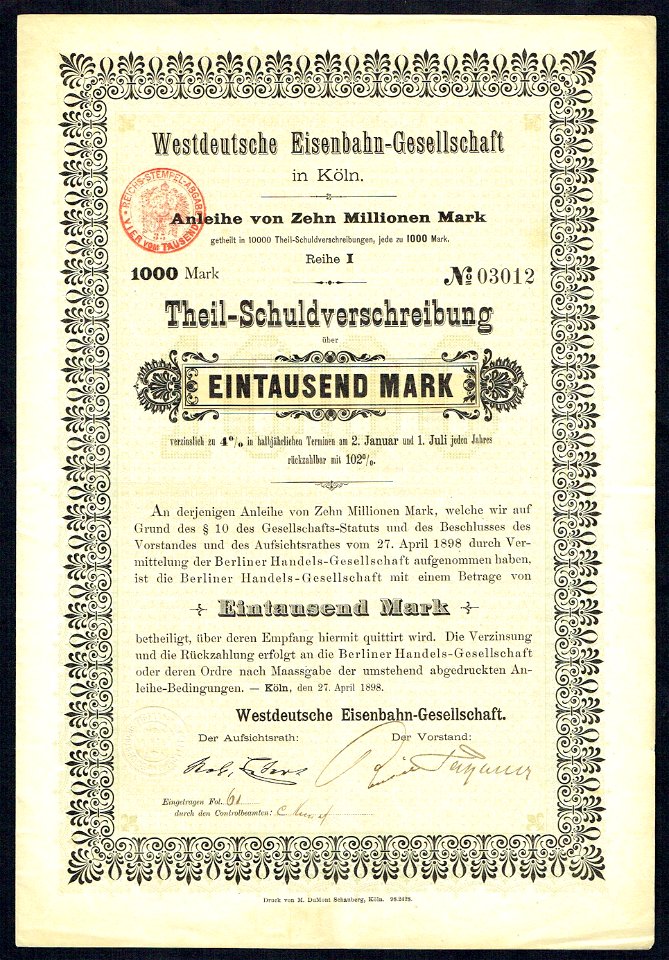 Westdeutsche Eisenbahn-Gesellschaft
in Köln.
REICHS-STEMPEL-ABGABE
VIER vom TAUSEND
Anleihe von Zehn Millionen Mark
getheilt in 10000 Theil-Schuldverschreibungen, jede zu 1000 Mark.
Reihe I
1000 Mark
No 03012
Theil-Schuldverschreibung
über
EINTAUSEND MARK
verzinslich zu 4% in halbjährlichen Terminen am 2. Januar und 1. Juli jeden Jahres
rückzahlbar mit 102%.
An derjenigen Anleihe von Zehn Millionen Mark, welche wir auf
Grund des § 10 des Gesellschafts-Statuts und des Beschlusses des
Vorstandes und des Aufsichtsrathes vom 27. April 1898 durch Ver-
mittelung der Berliner Handels-Gesellschaft aufgenommen haben,
ist die Berliner Handels-Gesellschaft mit einem Betrage von
Eintausend Mark
betheiligt, über deren Empfang hiermit quittirt wird. Die Verzinsung
und die Rückzahlung erfolgt an die Berliner Handels-Gesellschaft
oder deren Ordre nach Maassgabe der umstehend abgedruckten An-
leihe-Bedingungen. — Köln, den 27. April 1898.
Westdeutsche Eisenbahn-Gesellschaft.
Der Aufsichtsrath:
Der Vorstand:
Eingetragen Fol. 61
durch den Controlbeamten:
Druck von M. DuMont Schauberg, Köln. 98.2428.